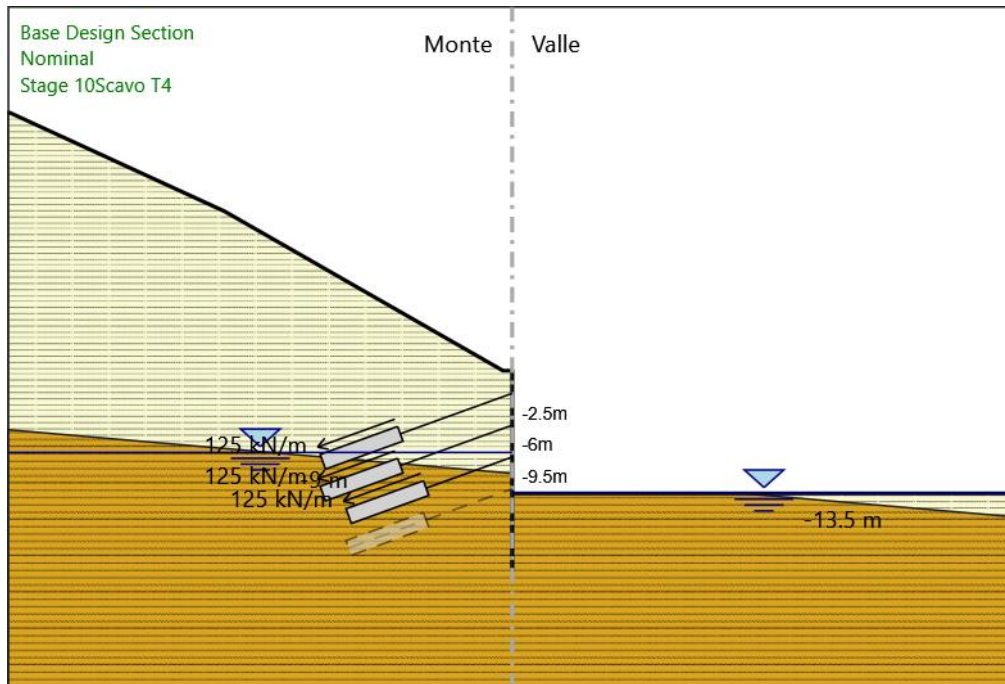 Base Design Section
Nominal
Stage 10Scavo T4
Monte
Valle
-2.5m
-6m
-9.5m
125 kN/m
125 kN/m
-9 m
125 kN/m
-13.5 m